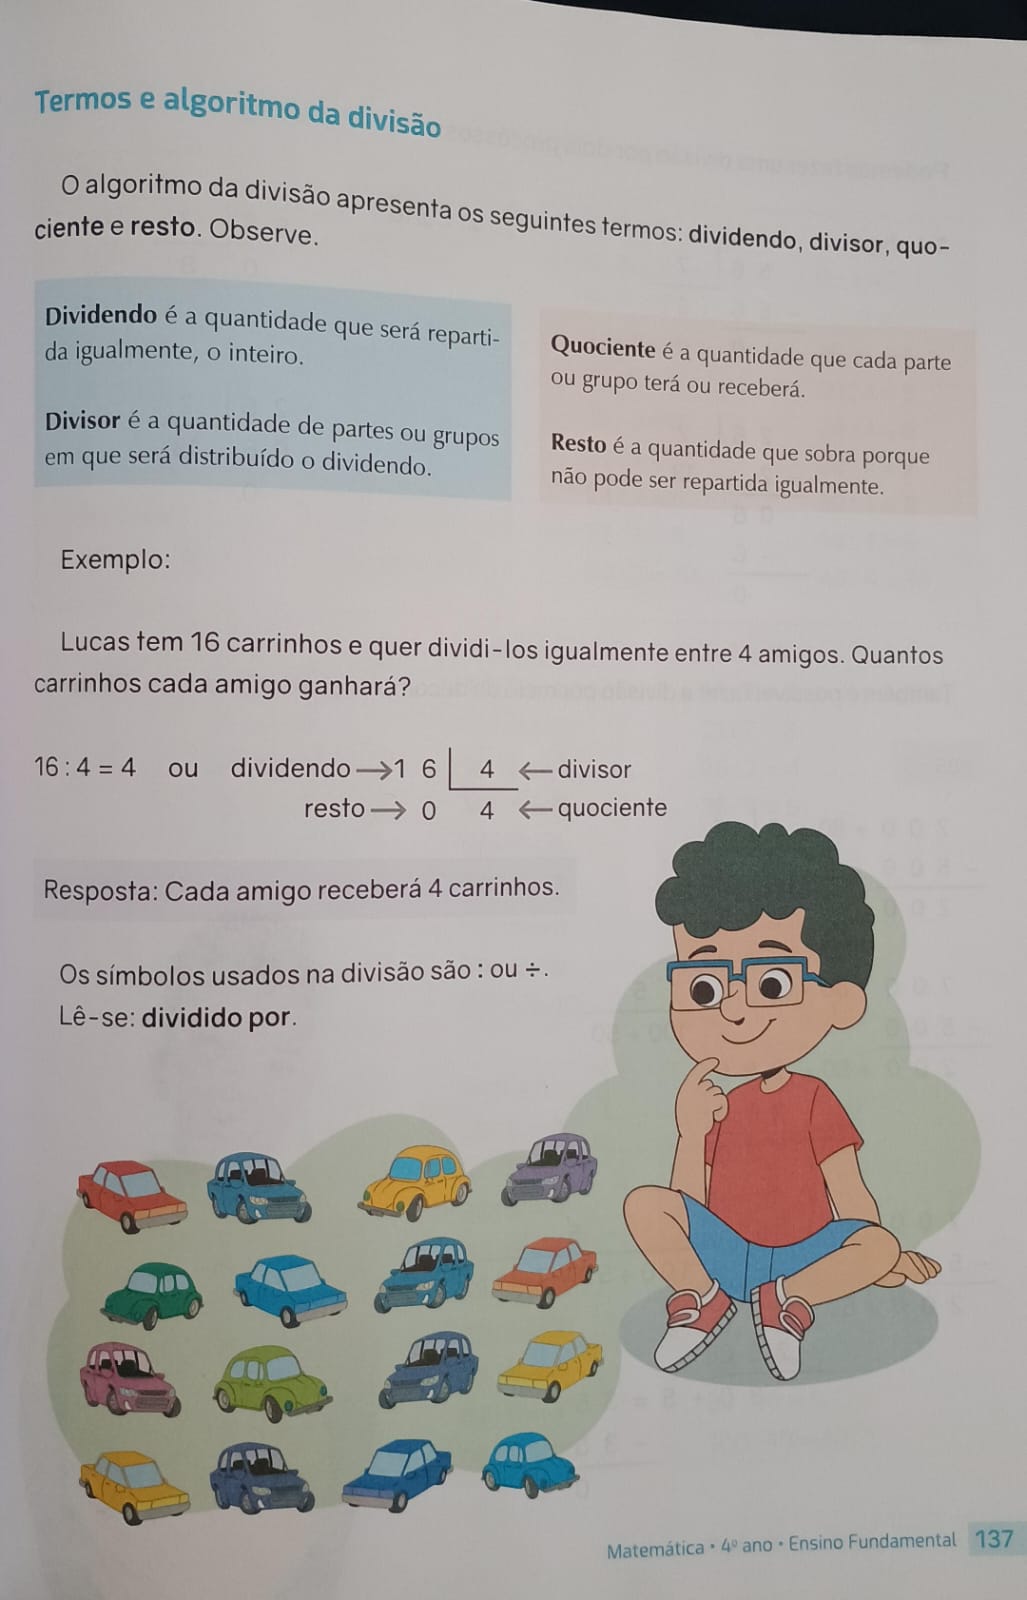 Termos e algoritmo da divisão
O algoritmo da divisão apresenta os seguintes termos: dividendo, divisor, quo-
ciente e resto. Observe.
Dividendo é a quantidade que será reparti-
da igualmente, o inteiro.
Divisor é a quantidade de partes ou grupos
em que será distribuído o dividendo.
Quociente é a quantidade que cada parte
ou grupo terá ou receberá.
Resto é a quantidade que sobra porque
não pode ser repartida igualmente.
Exemplo:
Lucas tem 16 carrinhos e quer dividi-los igualmente entre 4 amigos. Quantos
carrinhos cada amigo ganhará?
16 : 4 = 4 ou dividendo → 1 6 4 ← divisor
resto → 0 4 ← quociente
Resposta: Cada amigo receberá 4 carrinhos.
Os símbolos usados na divisão são : ou ÷.
Lê-se: dividido por.
Matemática • 4º ano • Ensino Fundamental 137